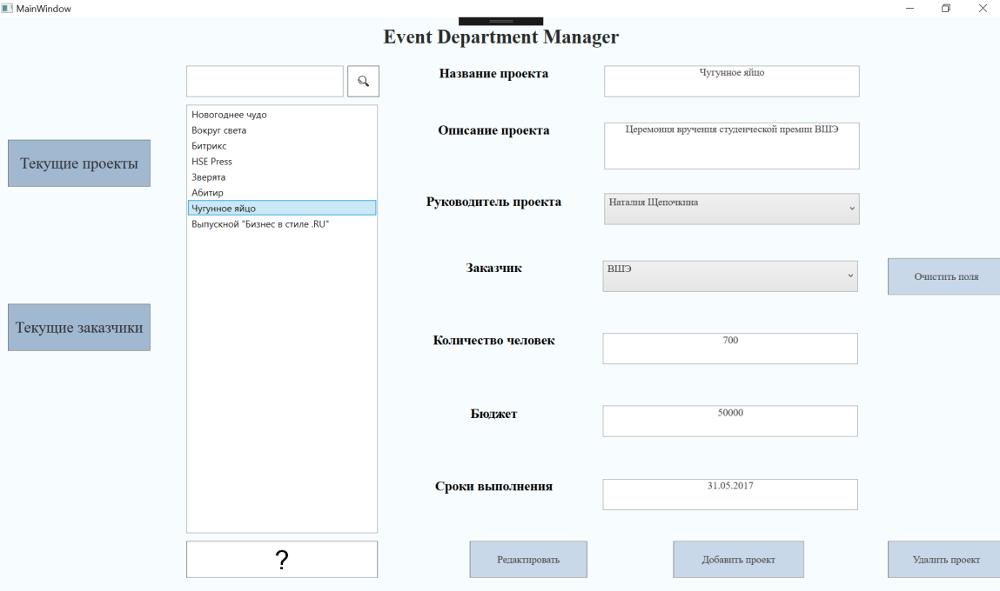 MainWindow
Event Department Manager
Текущие проекты
Текущие заказчики
Новогоднее чудо
Вокруг света
Битрикс
HSE Press
Зверята
Абитир
Чугунное яйцо
Выпускной "Бизнес в стиле .RU"
?
Название проекта
Чугунное яйцо
Описание проекта
Церемония вручения студенческой премии ВШЭ
Руководитель проекта
Наталия Щепочкина
Заказчик
ВШЭ
Очистить поля
Количество человек
700
Бюджет
50000
Сроки выполнения
31.05.2017
Редактировать
Добавить проект
Удалить проект